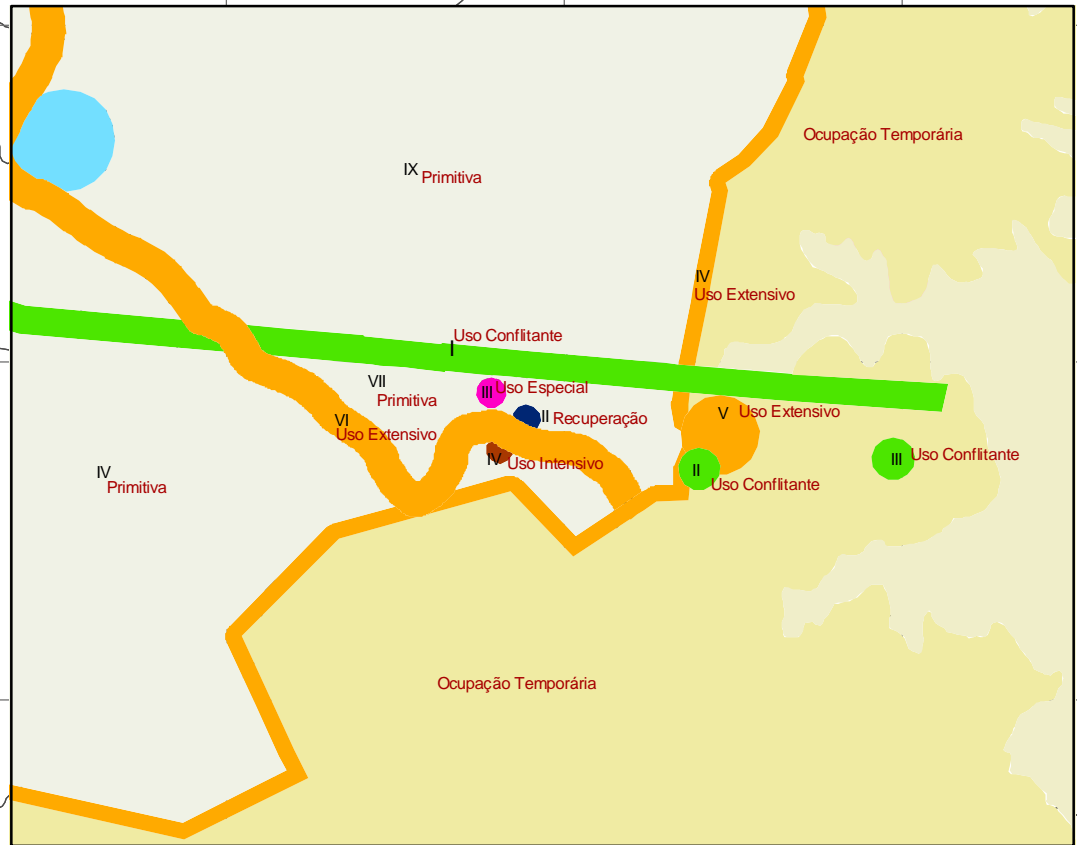 Ocupação Temporária
IX Primitiva
IV
Uso Extensivo
Uso Conflitante
I
VII
Primitiva
III Uso Especial
II Recuperação
V Uso Extensivo
VI
Uso Extensivo
IV Uso Intensivo
III Uso Conflitante
II
Uso Conflitante
IV
Primitiva
Ocupação Temporária